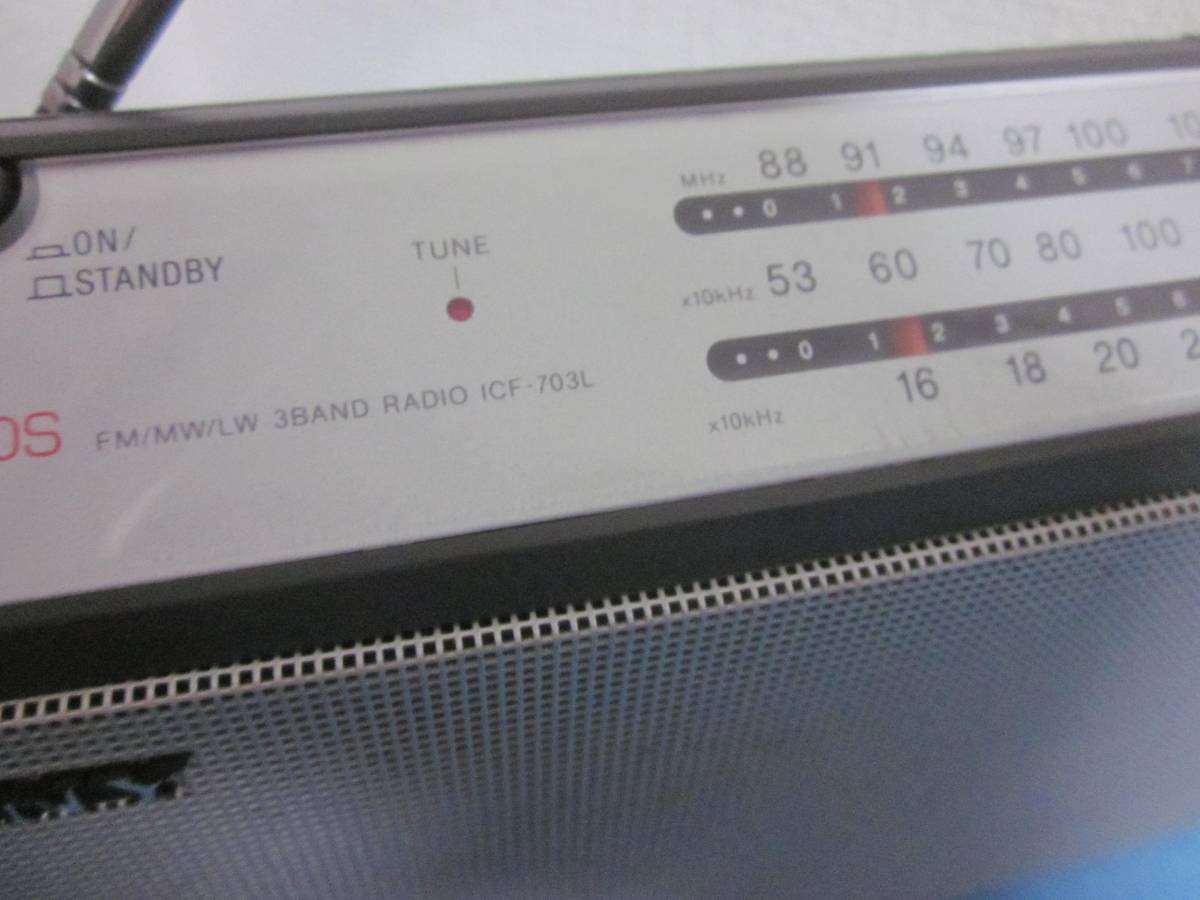 ON/
STANDBY
TUNE
FM/MW/LW 3BAND RADIO ICF-703L
MHz 88 91 94 97 100
0 1 2 3 4 5 6 7
x10kHz 53 60 70 80 100
0 1 2 3 4 5 6
x10kHz 16 18 20